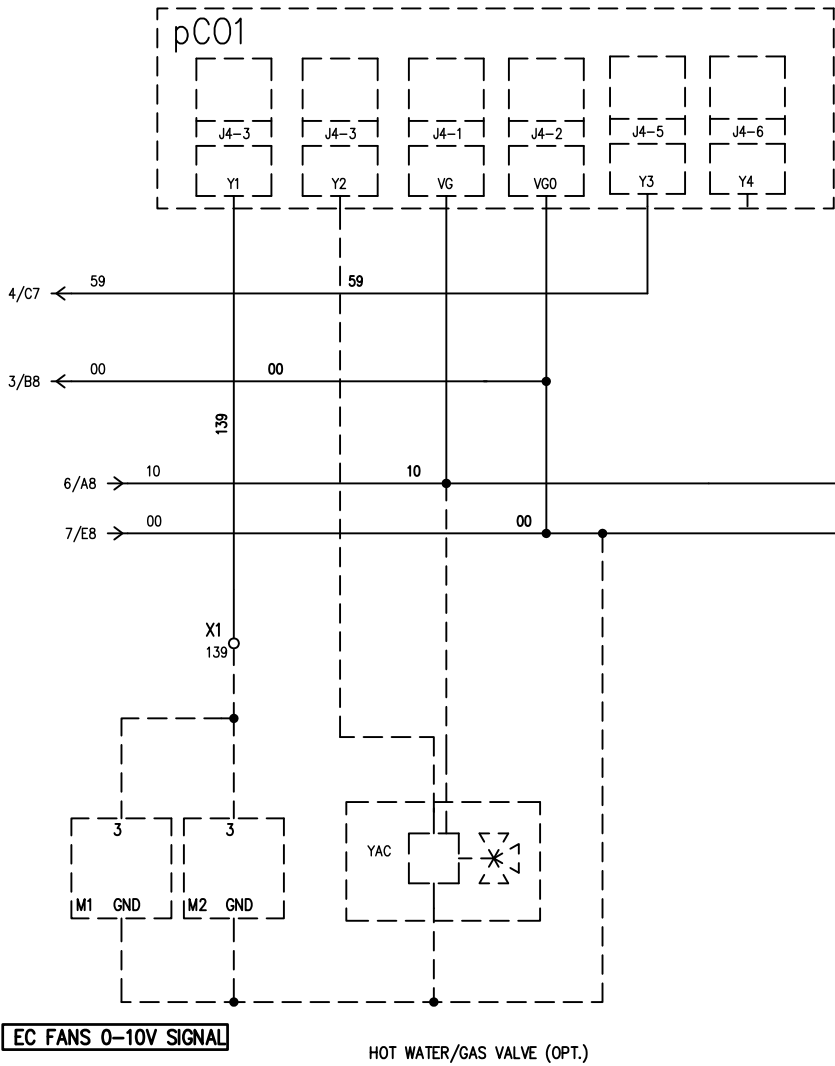 pCO1
J4-3 J4-3 J4-1 J4-2 J4-5 J4-6
Y1 Y2 VG VG0 Y3 Y4
4/C7 59 59
3/B8 00 00
139
6/A8 10 10
7/E8 00 00
X1
139
3 3
YAC
M1 GND M2 GND
EC FANS 0-10V SIGNAL
HOT WATER/GAS VALVE (OPT.)